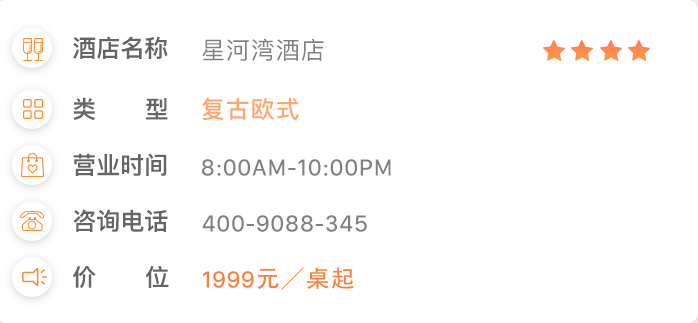 酒店名称 星河湾酒店
类 型 复古欧式
营业时间 8:00AM-10:00PM
咨询电话 400-9088-345
价 位 1999元／桌起